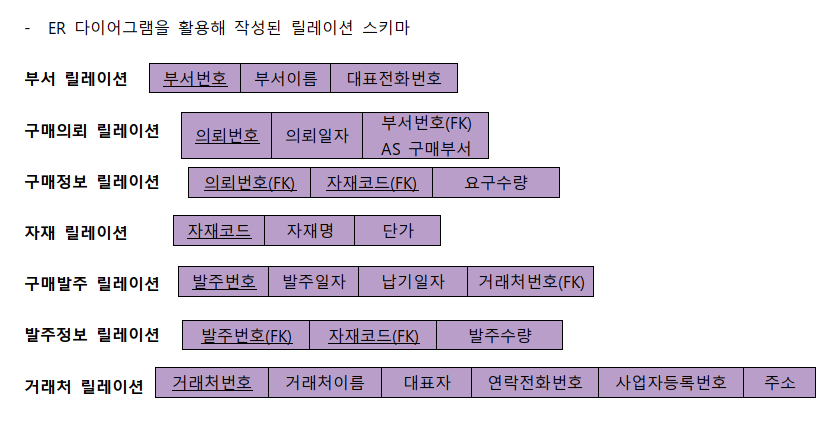 - ER 다이어그램을 활용해 작성된 릴레이션 스키마
부서 릴레이션 부서번호 부서이름 대표전화번호
구매의뢰 릴레이션 의뢰번호 의뢰일자 부서번호(FK)
AS 구매부서
구매정보 릴레이션 의뢰번호(FK) 자재코드(FK) 요구수량
자재 릴레이션 자재코드 자재명 단가
구매발주 릴레이션 발주번호 발주일자 납기일자 거래처번호(FK)
발주정보 릴레이션 발주번호(FK) 자재코드(FK) 발주수량
거래처 릴레이션 거래처번호 거래처이름 대표자 연락전화번호 사업자등록번호 주소